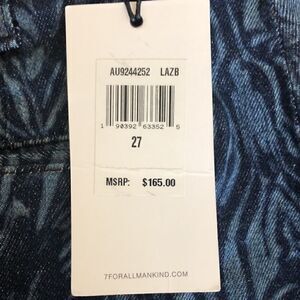 AU9244252 LAZB
1 90392 63352 5
27
MSRP: $165.00
7FORALLMANKIND.COM